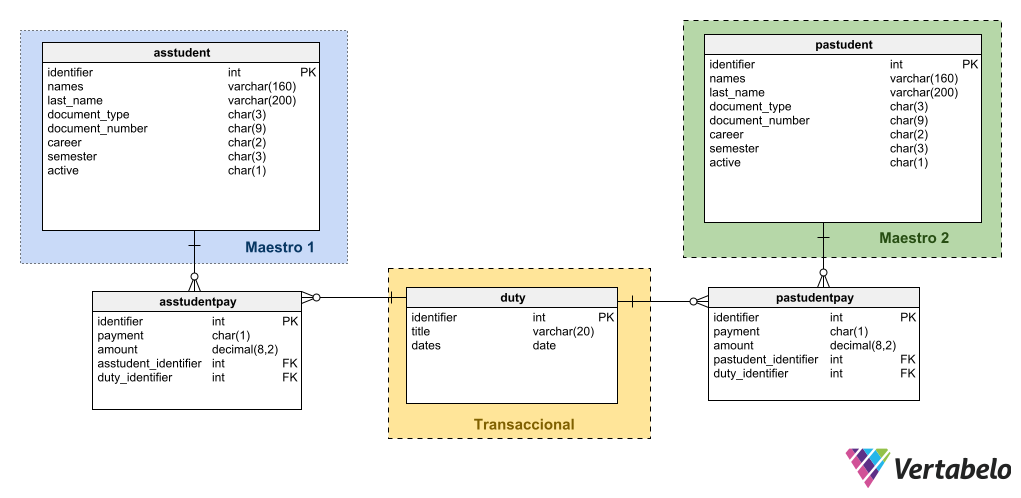 asstudent
identifier int PK
names varchar(160)
last_name varchar(200)
document_type char(3)
document_number char(9)
career char(2)
semester char(3)
active char(1)
Maestro 1
pastudent
identifier int PK
names varchar(160)
last_name varchar(200)
document_type char(3)
document_number char(9)
career char(2)
semester char(3)
active char(1)
Maestro 2
asstudentpay
identifier int PK
payment char(1)
amount decimal(8,2)
asstudent_identifier int FK
duty_identifier int FK
duty
identifier int PK
title varchar(20)
dates date
Transaccional
pastudentpay
identifier int PK
payment char(1)
amount decimal(8,2)
pastudent_identifier int FK
duty_identifier int FK
Vertabelo